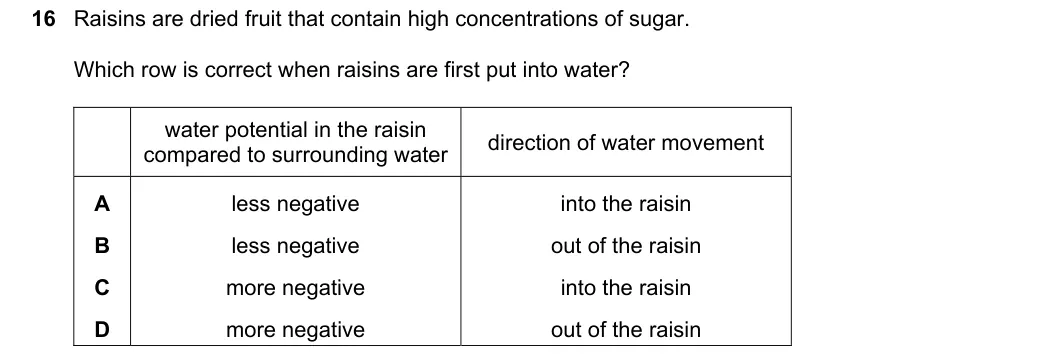 16 Raisins are dried fruit that contain high concentrations of sugar.
Which row is correct when raisins are first put into water?
water potential in the raisin compared to surrounding water direction of water movement
A less negative into the raisin
B less negative out of the raisin
C more negative into the raisin
D more negative out of the raisin